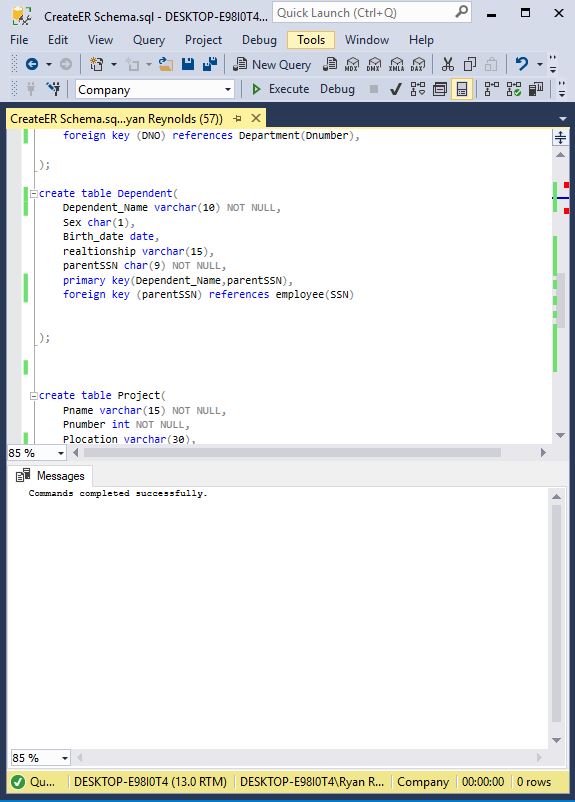 CreateER Schema.sql - DESKTOP-E98I0T4...
Quick Launch (Ctrl+Q)
File Edit View Query Project Debug Tools Window Help
New Query MDX DMX XMLA DAX
Company Execute Debug
CreateER Schema.sq...yan Reynolds (57))
foreign key (DNO) references Department(Dnumber),
);
create table Dependent(
Dependent_Name varchar(10) NOT NULL,
Sex char(1),
Birth_date date,
realtionship varchar(15),
parentSSN char(9) NOT NULL,
primary key(Dependent_Name,parentSSN),
foreign key (parentSSN) references employee(SSN)
);
create table Project(
Pname varchar(15) NOT NULL,
Pnumber int NOT NULL,
Plocation varchar(30),
85 %
Messages
Commands completed successfully.
85 %
Qu... DESKTOP-E98I0T4 (13.0 RTM) DESKTOP-E98I0T4\Ryan R... Company 00:00:00 0 rows